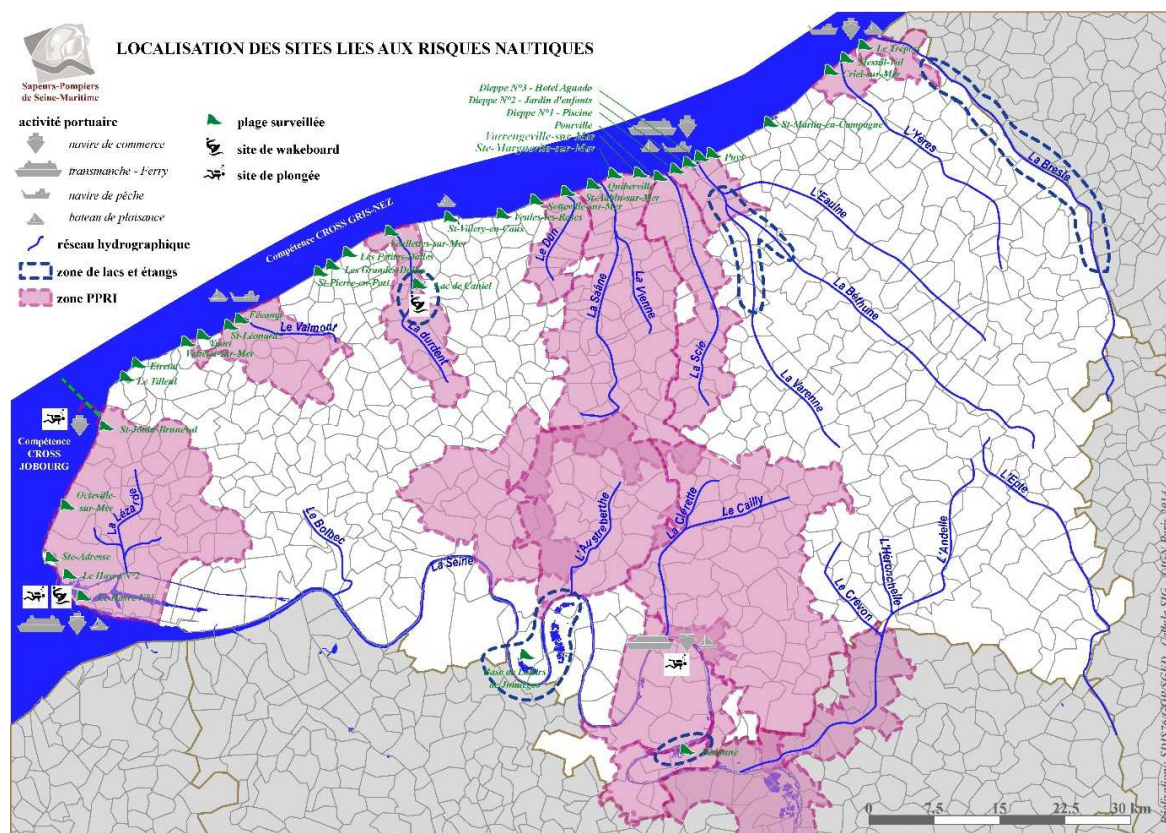 LOCALISATION DES SITES LIES AUX RISQUES NAUTIQUES
Sapeurs-Pompiers
de Seine-Maritime
activité portuaire
navire de commerce
transmanche - Ferry
navire de pêche
bateau de plaisance
réseau hydrographique
zone de lacs et étangs
zone PPRI
plage surveillée
site de wakeboard
site de plongée
Dieppe N°3 - Hotel Aguado
Dieppe N°2 - Jardin d'enfants
Dieppe N°1 - Piscine
Pourville
Varrengeville-sur-Mer
Ste-Marguerite-sur-Mer
Le Tréport
Mesnil-Val
Criel-sur-Mer
St-Martin-en-Campagne
Puys
Quiberville
St-Aubin-sur-Mer
Sotteville-sur-Mer
Veules-les-Roses
St-Valery-en-Caux
Les Petites Dalles
Les Grandes Dalles
St-Pierre-en-Port
Lac de Caniel
Fécamp
St-Léonard
Yport
Vattetot-sur-Mer
Etretat
Le Tilleul
St-Jouin-Bruneval
Octeville-
sur-Mer
Ste-Adresse
Le Havre N°2
Le Havre N°1
Base de Loisirs
de Jumièges
Compétence CROSS GRIS-NEZ
Compétence
CROSS
JOBOURG
L'Yères
La Bresle
L'Eaulne
La Béthune
La Varenne
La Scie
La Vienne
La Saâne
Le Dun
La durdent
Le Valmont
La Lézarde
Le Bolbec
La Seine
L'Austreberthe
La Clérette
Le Cailly
Le Crevon
L'Héronchelle
L'Andelle
L'Epte
0 7.5 15 22.5 30 km